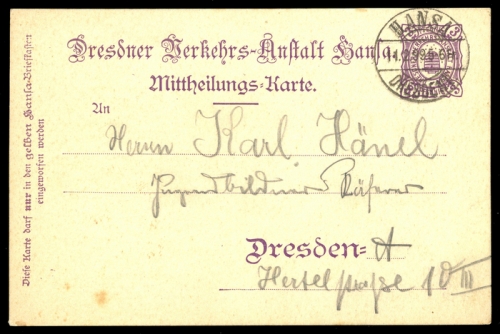 Dresdner Verkehrs-Anstalt Hansa.
HANSA
DRESDEN
Mittheilungs-Karte.
An
Herrn Karl Hänel
Dresden-A
Hertelstraße 10 III
Diese Karte darf nur in den gelben Hansa-Briefkasten
eingeworfen werden